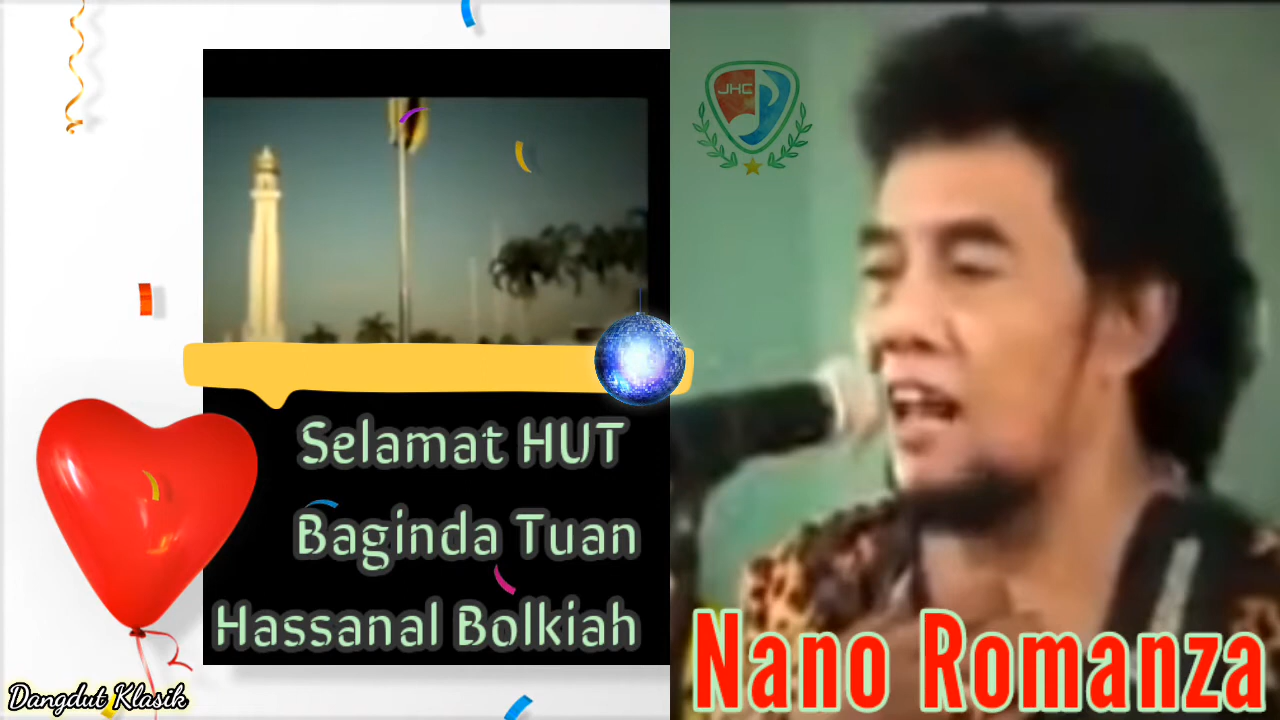 JHC
Selamat HUT
Baginda Tuan
Hassanal Bolkiah
Dangdut Klasik
Nano Romanza